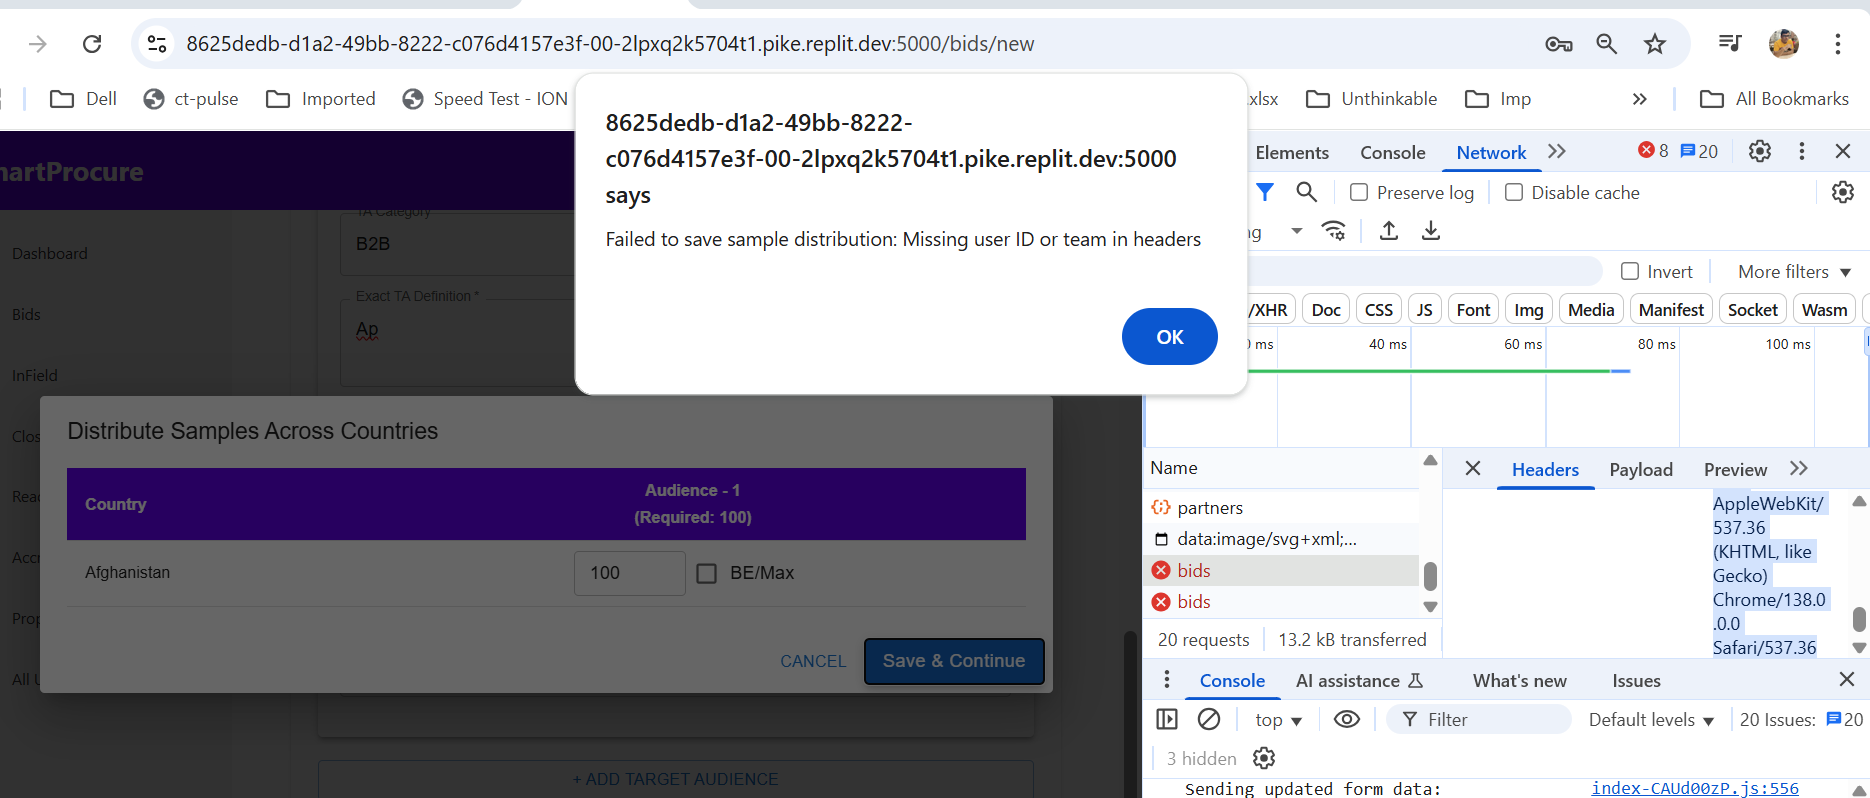 8625dedb-d1a2-49bb-8222-c076d4157e3f-00-2lpxq2k5704t1.pike.replit.dev:5000/bids/new
Dell
ct-pulse
Imported
Speed Test - ION
.xlsx
Unthinkable
Imp
All Bookmarks
8625dedb-d1a2-49bb-8222-
c076d4157e3f-00-2lpxq2k5704t1.pike.replit.dev:5000
says
Failed to save sample distribution: Missing user ID or team in headers
OK
nartProcure
Dashboard
Bids
InField
Clos
Read
Accr
Prop
All U
TA Category
B2B
Exact TA Definition *
Ap
Distribute Samples Across Countries
Country
Audience - 1
(Required: 100)
Afghanistan
100
BE/Max
CANCEL
Save & Continue
+ ADD TARGET AUDIENCE
Elements
Console
Network
8
20
Preserve log
Disable cache
ng
Invert
More filters
/XHR
Doc
CSS
JS
Font
Img
Media
Manifest
Socket
Wasm
ms
40 ms
60 ms
80 ms
100 ms
Name
partners
data:image/svg+xml;...
bids
bids
20 requests
13.2 kB transferred
Headers
Payload
Preview
AppleWebKit/
537.36
(KHTML, like
Gecko)
Chrome/138.0
.0.0
Safari/537.36
Console
AI assistance
What's new
Issues
top
Filter
Default levels
20 Issues:
20
3 hidden
Sending updated form data:
index-CAUd00zP.js:556